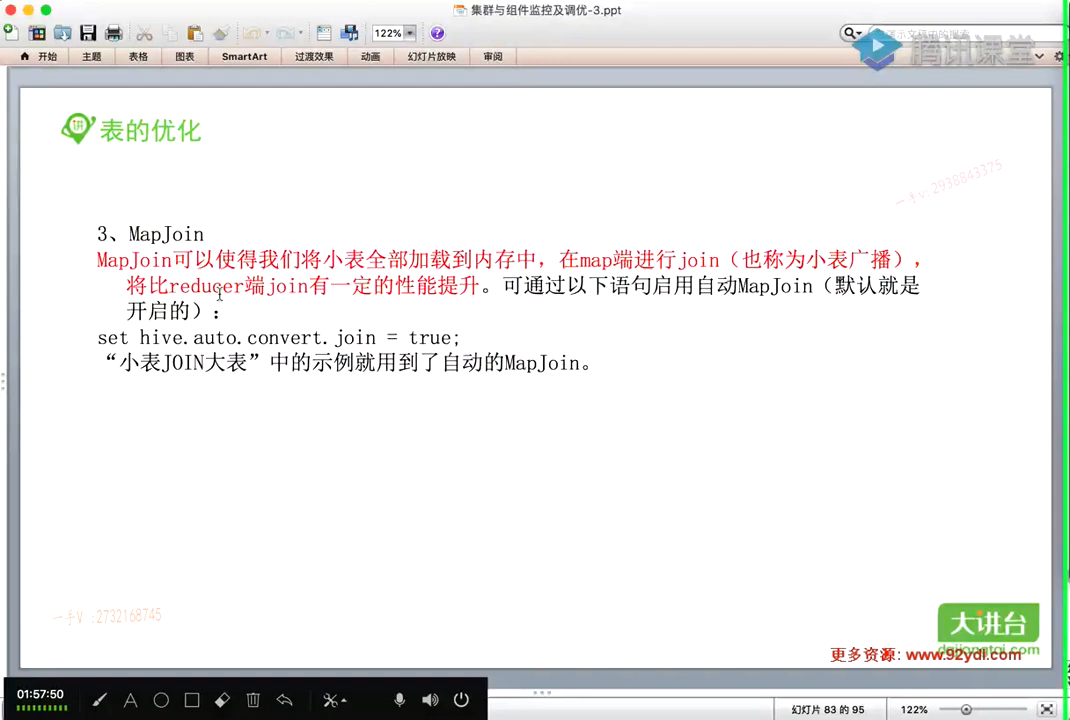 集群与组件监控及调优-3.ppt
122%
腾讯课堂
开始 主题 表格 图表 SmartArt 过渡效果 动画 幻灯片放映 审阅
讲 表的优化
一手v:2938843375
3、MapJoin
MapJoin可以使得我们将小表全部加载到内存中，在map端进行join（也称为小表广播），
将比reducer端join有一定的性能提升。可通过以下语句启用自动MapJoin（默认就是
开启的）：
set hive.auto.convert.join = true;
“小表JOIN大表”中的示例就用到了自动的MapJoin。
一手V :2732168745
大讲台
dajiangtai.com
更多资源: www.92ydl.com
01:57:50
幻灯片 83 的 95 122%